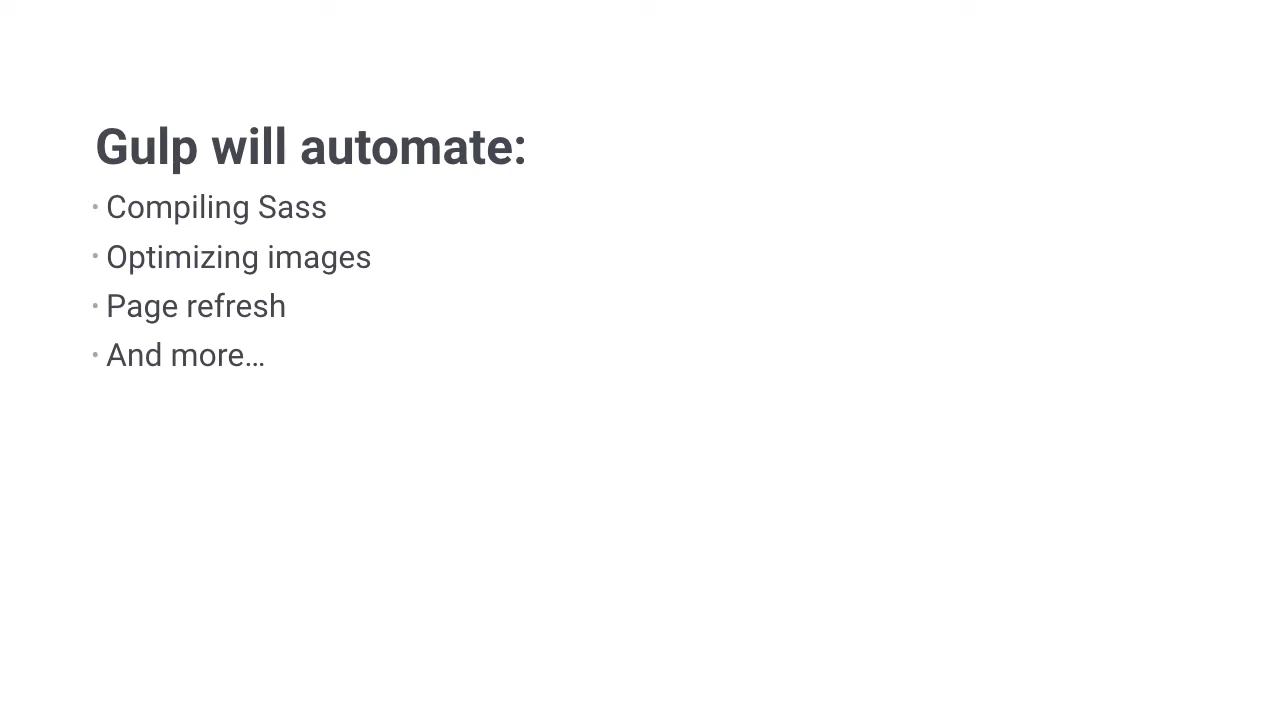 Gulp will automate:
· Compiling Sass
· Optimizing images
· Page refresh
· And more…